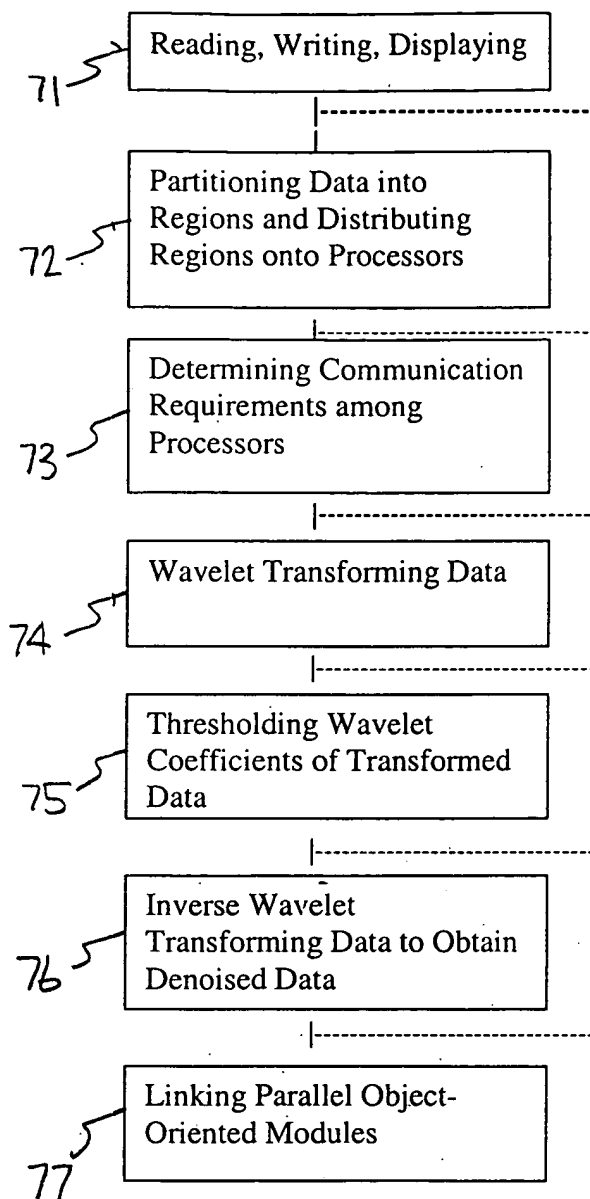 Reading, Writing, Displaying
71
Partitioning Data into
Regions and Distributing
Regions onto Processors
72
Determining Communication
Requirements among
Processors
73
Wavelet Transforming Data
74
Thresholding Wavelet
Coefficients of Transformed
Data
75
Inverse Wavelet
Transforming Data to Obtain
Denoised Data
76
Linking Parallel Object-
Oriented Modules
77